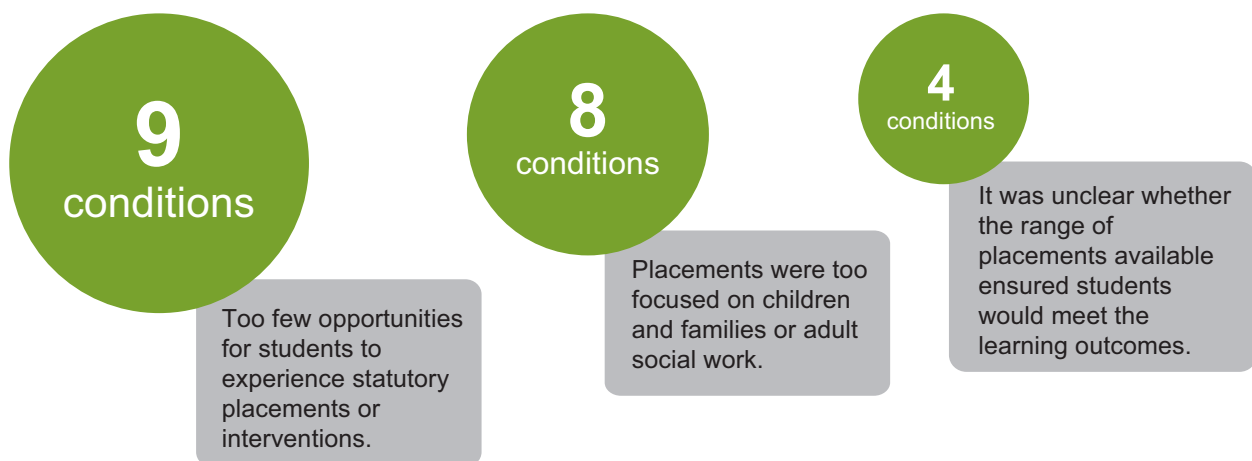 9
conditions
Too few opportunities
for students to
experience statutory
placements or
interventions.
8
conditions
Placements were too
focused on children
and families or adult
social work.
4
conditions
It was unclear whether
the range of
placements available
ensured students
would meet the
learning outcomes.